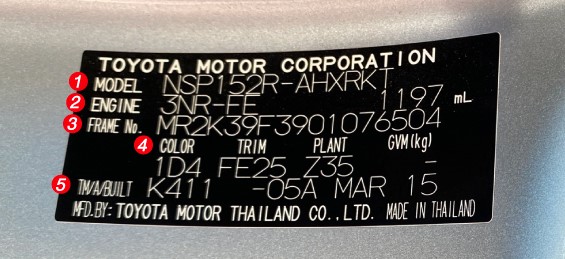 TOYOTA MOTOR CORPORATION
1 MODEL NSP152R-AHXRKT
2 ENGINE 3NR-FE 1197 mL
3 FRAME No. MR2K39F3901076504
4 COLOR TRIM PLANT GVM(kg)
1D4 FE25 Z35 -
5 TM/A/BUILT K411 -05A MAR 15
MFD.BY: TOYOTA MOTOR THAILAND CO.,LTD. MADE IN THAILAND